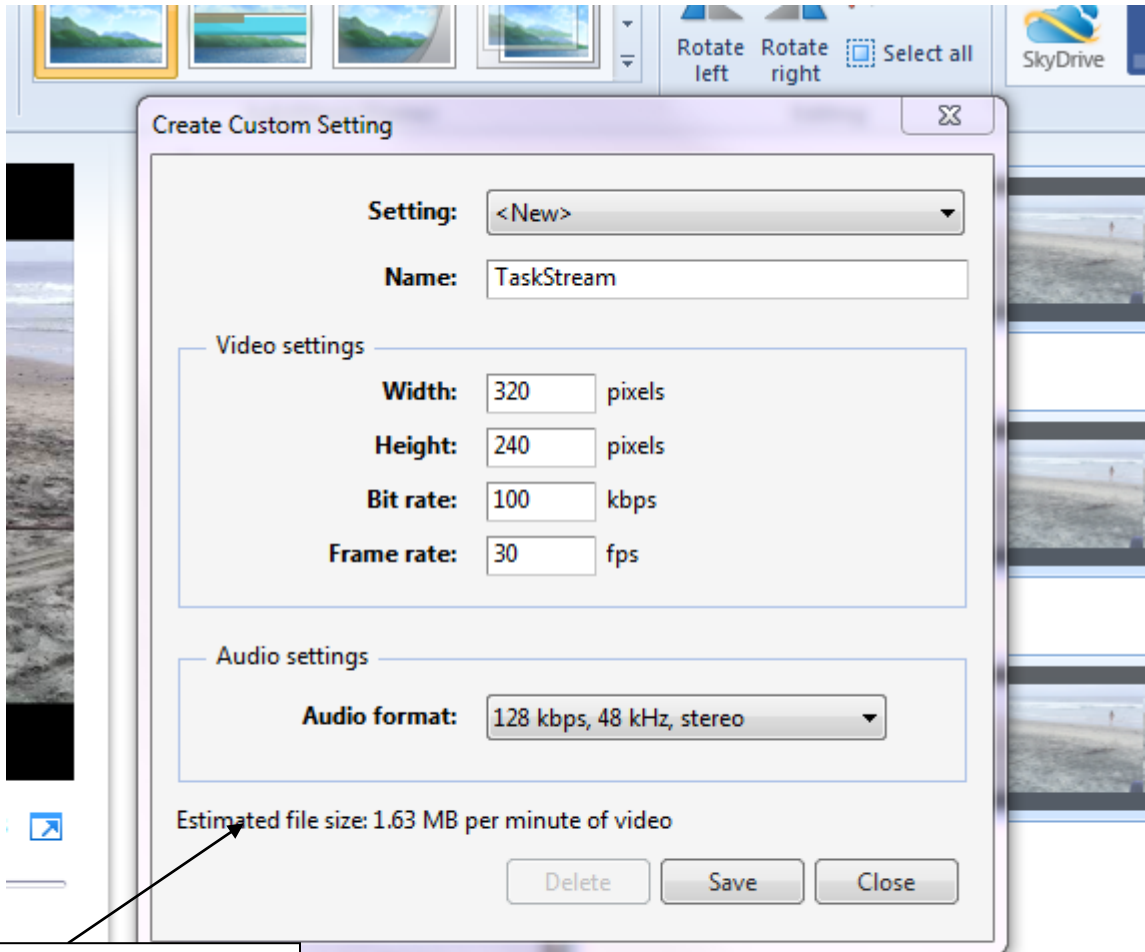 Rotate left
Rotate right
Select all
SkyDrive
Create Custom Setting
Setting: <New>
Name: TaskStream
Video settings
Width: 320 pixels
Height: 240 pixels
Bit rate: 100 kbps
Frame rate: 30 fps
Audio settings
Audio format: 128 kbps, 48 kHz, stereo
Estimated file size: 1.63 MB per minute of video
Delete
Save
Close